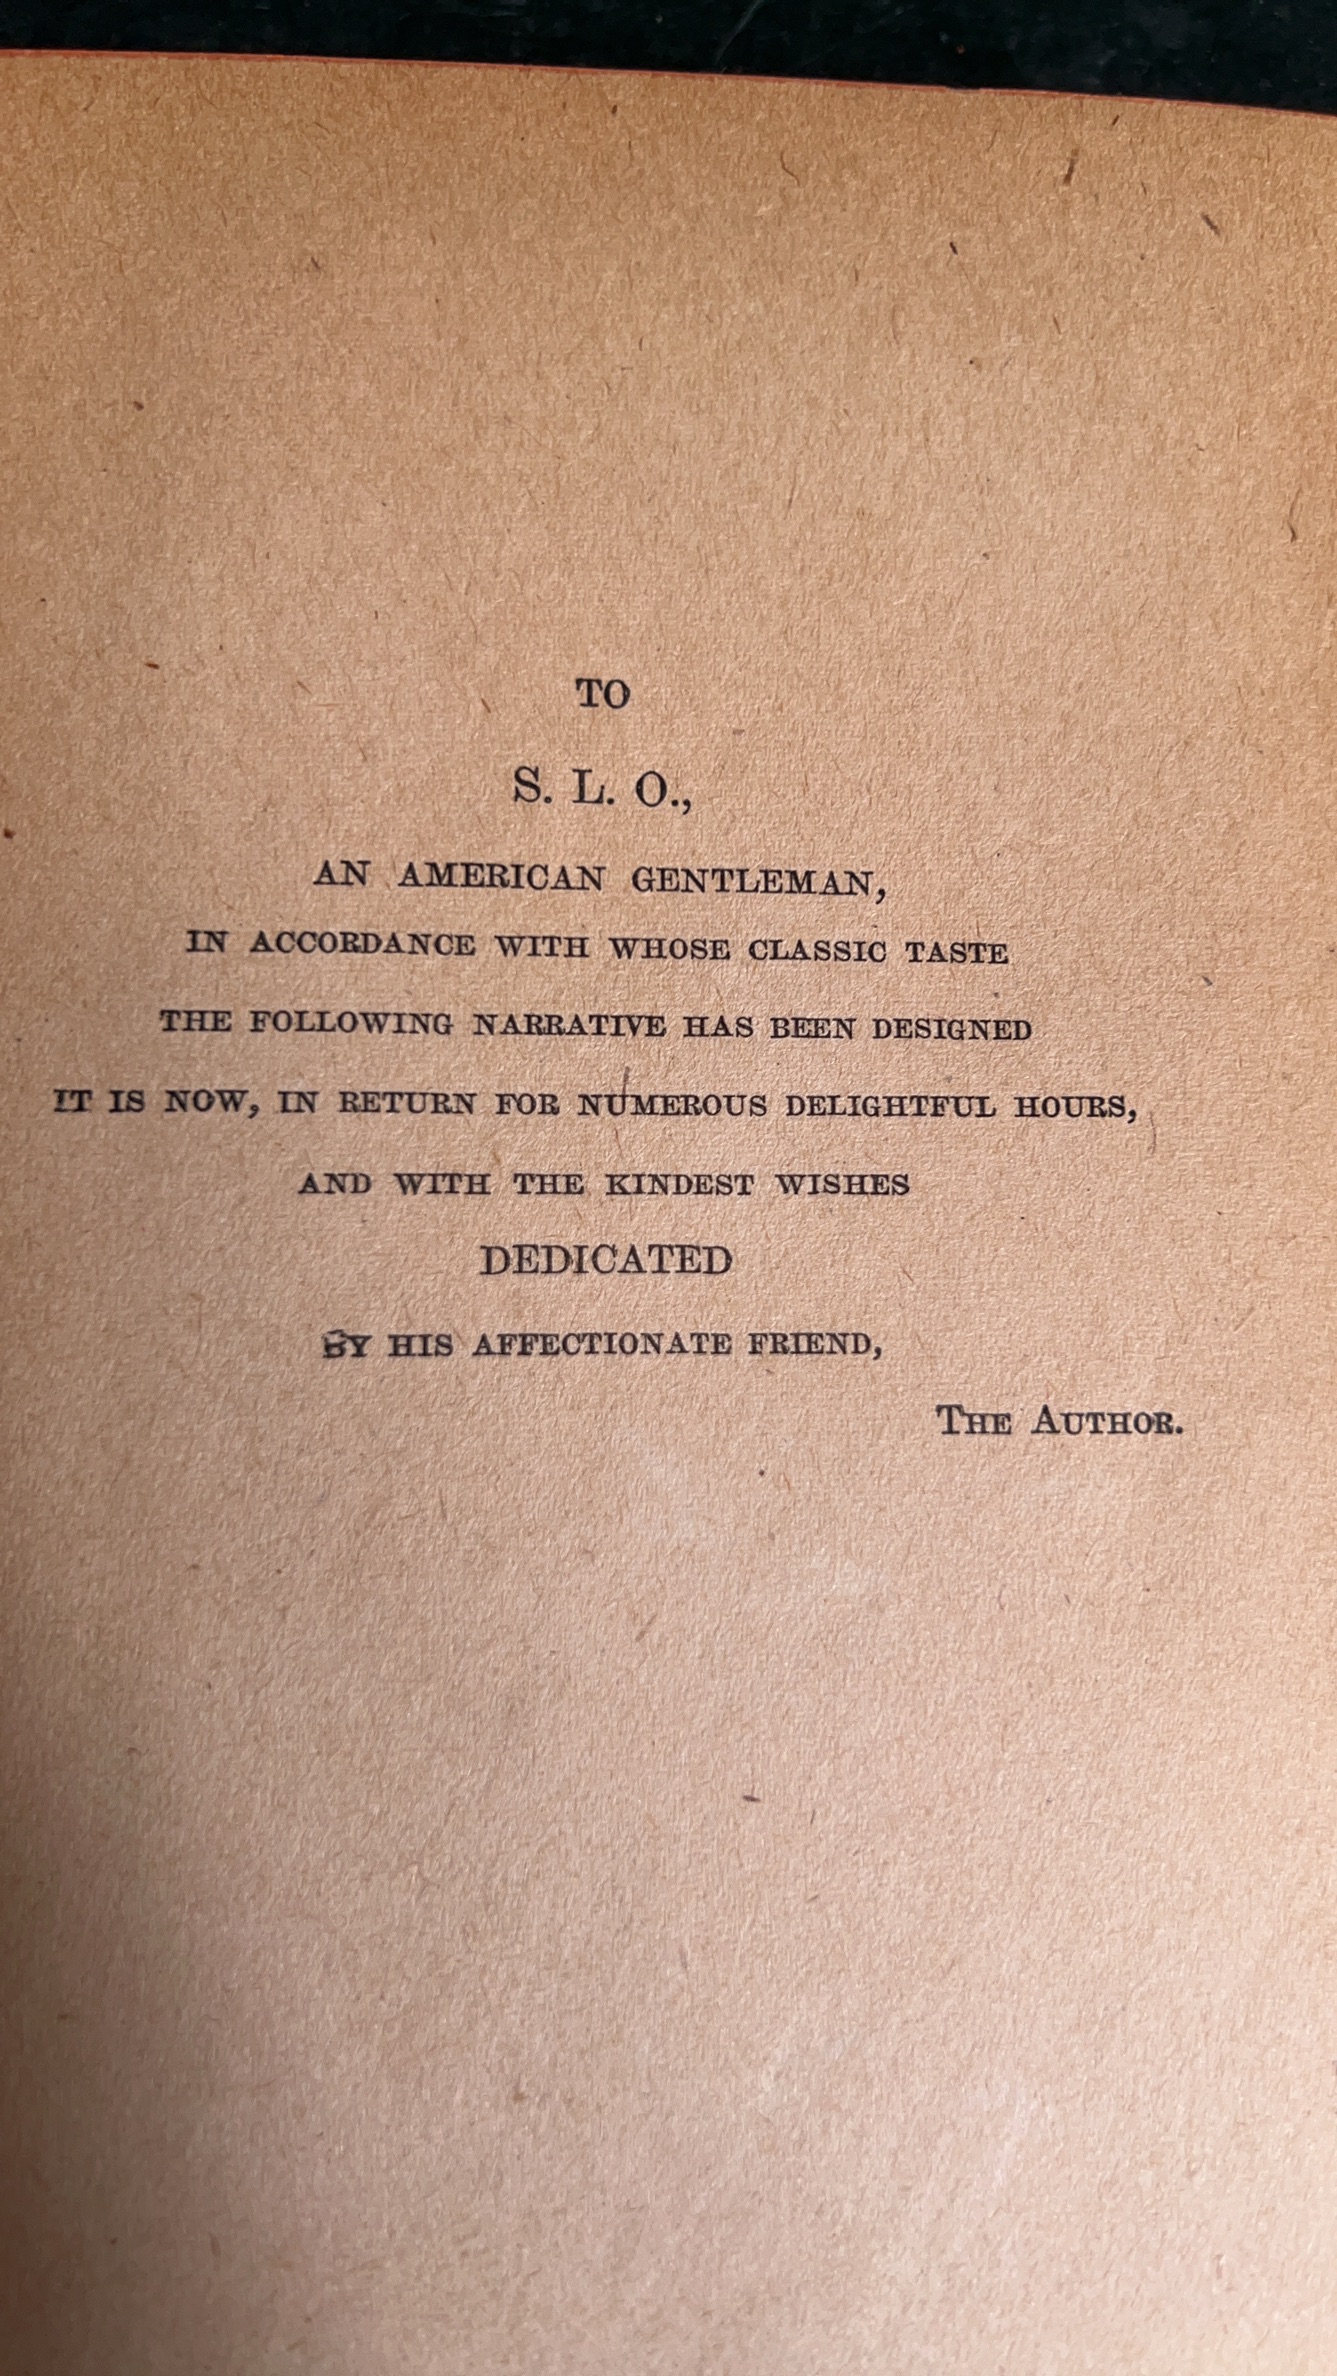 TO
S. L. O.,
AN AMERICAN GENTLEMAN,
IN ACCORDANCE WITH WHOSE CLASSIC TASTE
THE FOLLOWING NARRATIVE HAS BEEN DESIGNED
IT IS NOW, IN RETURN FOR NUMEROUS DELIGHTFUL HOURS,
AND WITH THE KINDEST WISHES
DEDICATED
BY HIS AFFECTIONATE FRIEND,
THE AUTHOR.